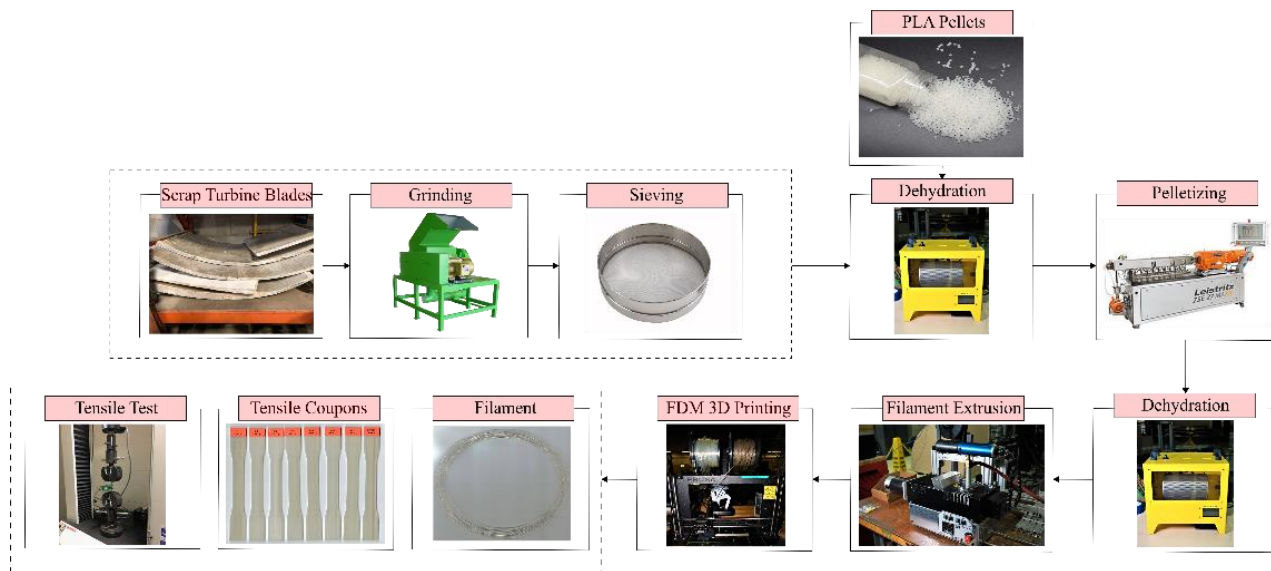 PLA Pellets
Scrap Turbine Blades
Grinding
Sieving
Dehydration
Pelletizing
Leistritz
Tensile Test
Tensile Coupons
Filament
FDM 3D Printing
Filament Extrusion
Dehydration